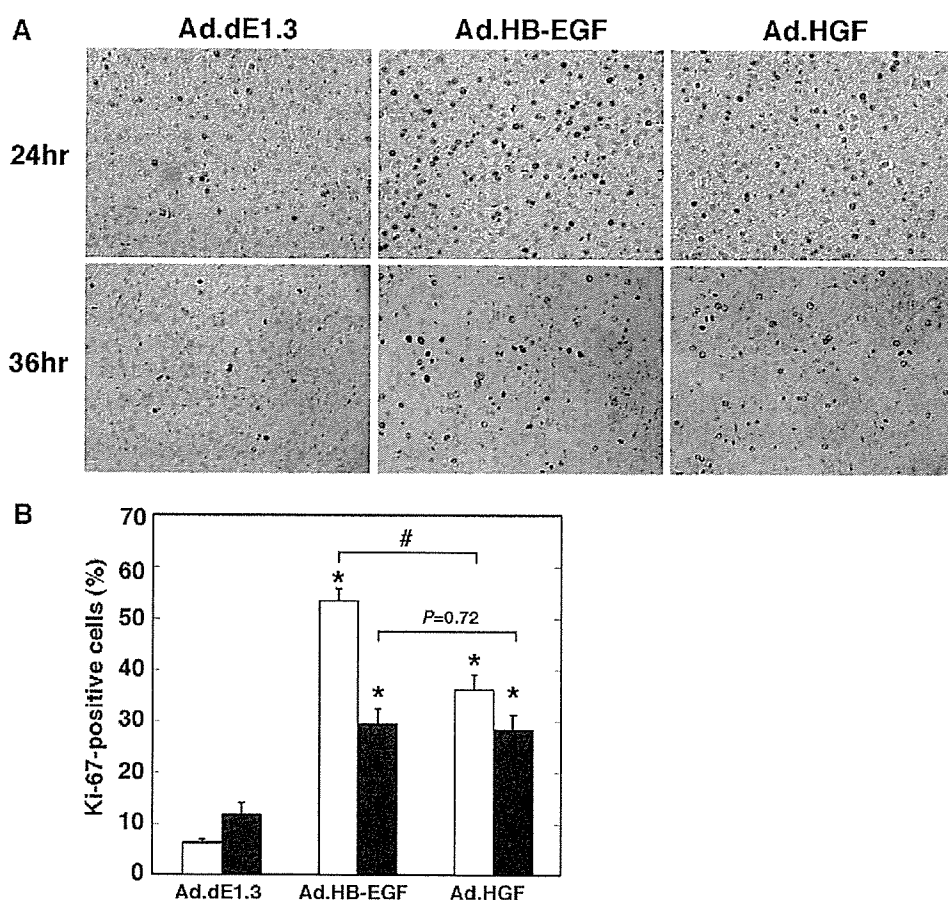 A
Ad.dE1.3 Ad.HB-EGF Ad.HGF
24hr
36hr
B
Ki-67-positive cells (%)
70
60
50
40
30
20
10
0
#
*
P=0.72
*
*
*
Ad.dE1.3 Ad.HB-EGF Ad.HGF